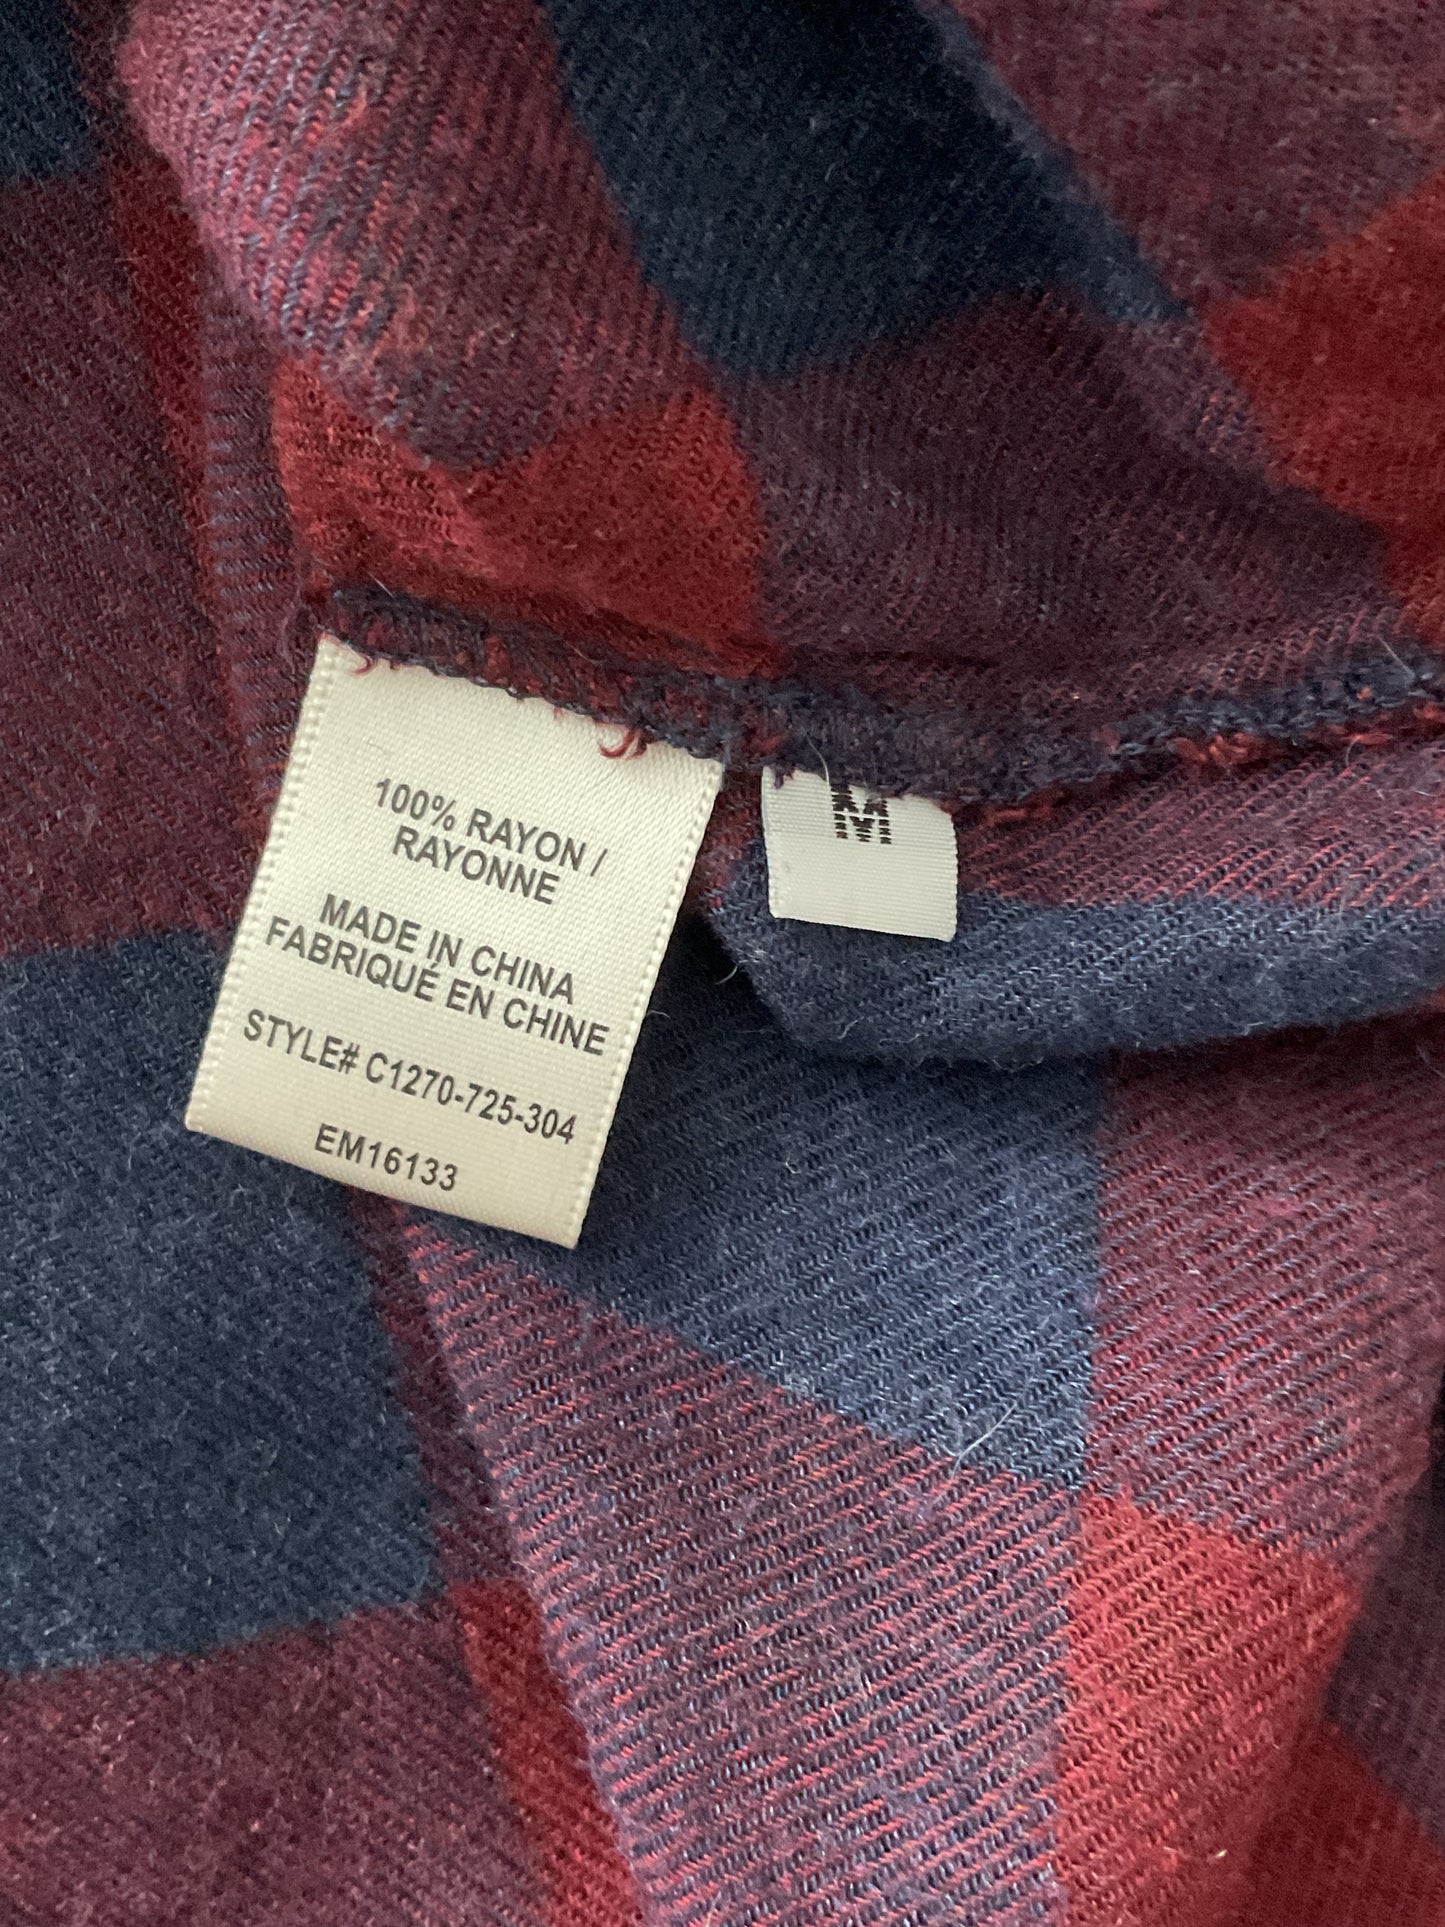 100% RAYON /
RAYONNE
MADE IN CHINA
FABRIQUÉ EN CHINE
STYLE# C1270-725-304
EM16133
M